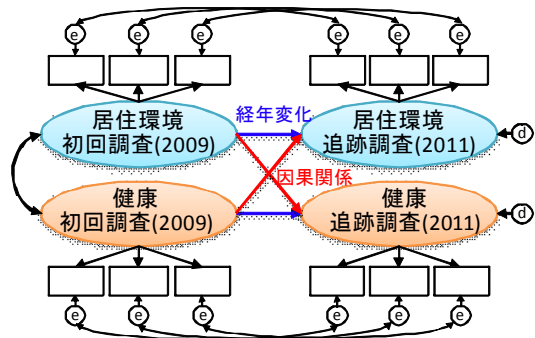 e e e e e e
経年変化
居住環境
初回調査(2009)
居住環境
追跡調査(2011)
d
因果関係
健康
初回調査(2009)
健康
追跡調査(2011)
d
e e e e e e